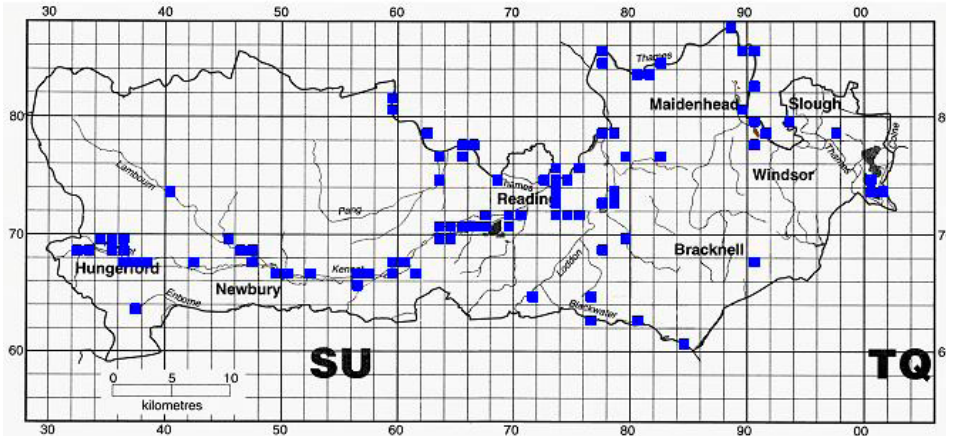 30 40 50 60 70 80 90 00
Thames
Maidenhead Slough
80
Thames
Colne
Lambourn
Windsor
Thames
Reading
Pang
70
Bracknell
Loddon
Hungerford
Kennet
Newbury
Enborne
Blackwater
60 6
SU TQ
0 5 10
kilometres
30 40 50 60 70 80 90 00